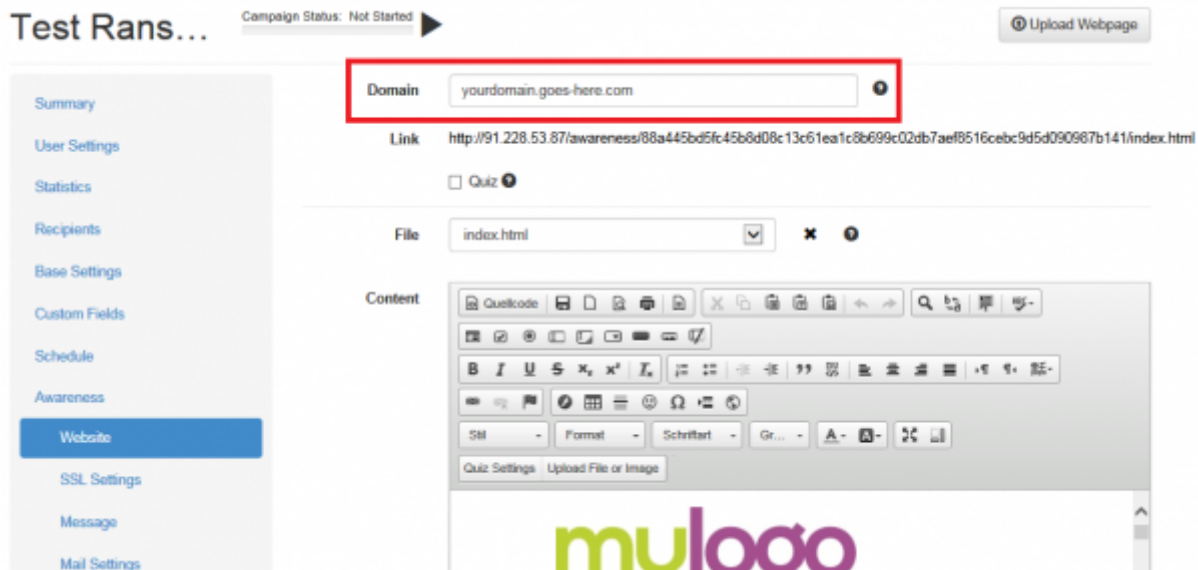 Test Rans...
Campaign Status: Not Started
Upload Webpage
Summary
User Settings
Statistics
Recipients
Base Settings
Custom Fields
Schedule
Awareness
Website
SSL Settings
Message
Mail Settings
Domain
yourdomain.goes-here.com
Link
http://91.228.53.87/awareness/88a445bd5fc45b8d08c13c61ea1c8b699c02db7aef8516cebc9d5d090987b141/index.html
Quiz
File
index.html
Content
Quellcode
Stil
Format
Schriftart
Gr...
Quiz Settings
Upload File or Image
mulogo